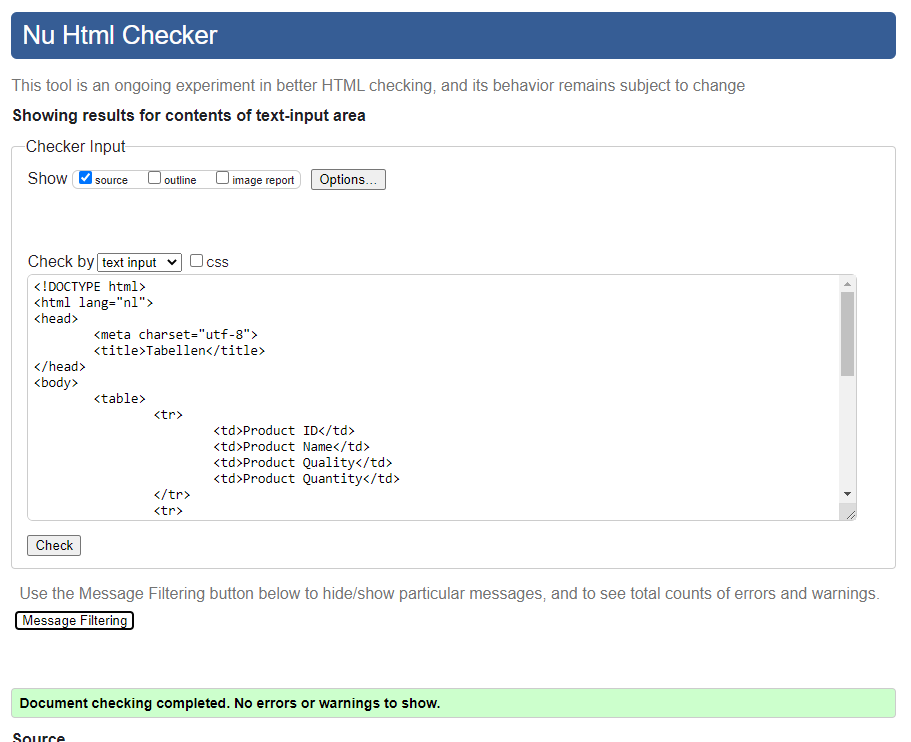 Nu Html Checker
This tool is an ongoing experiment in better HTML checking, and its behavior remains subject to change
Showing results for contents of text-input area
Checker Input
Show source outline image report Options...
Check by text input css
<!DOCTYPE html>
<html lang="nl">
<head>
<meta charset="utf-8">
<title>Tabellen</title>
</head>
<body>
<table>
<tr>
<td>Product ID</td>
<td>Product Name</td>
<td>Product Quality</td>
<td>Product Quantity</td>
</tr>
<tr>
Check
Use the Message Filtering button below to hide/show particular messages, and to see total counts of errors and warnings.
Message Filtering
Document checking completed. No errors or warnings to show.
Source